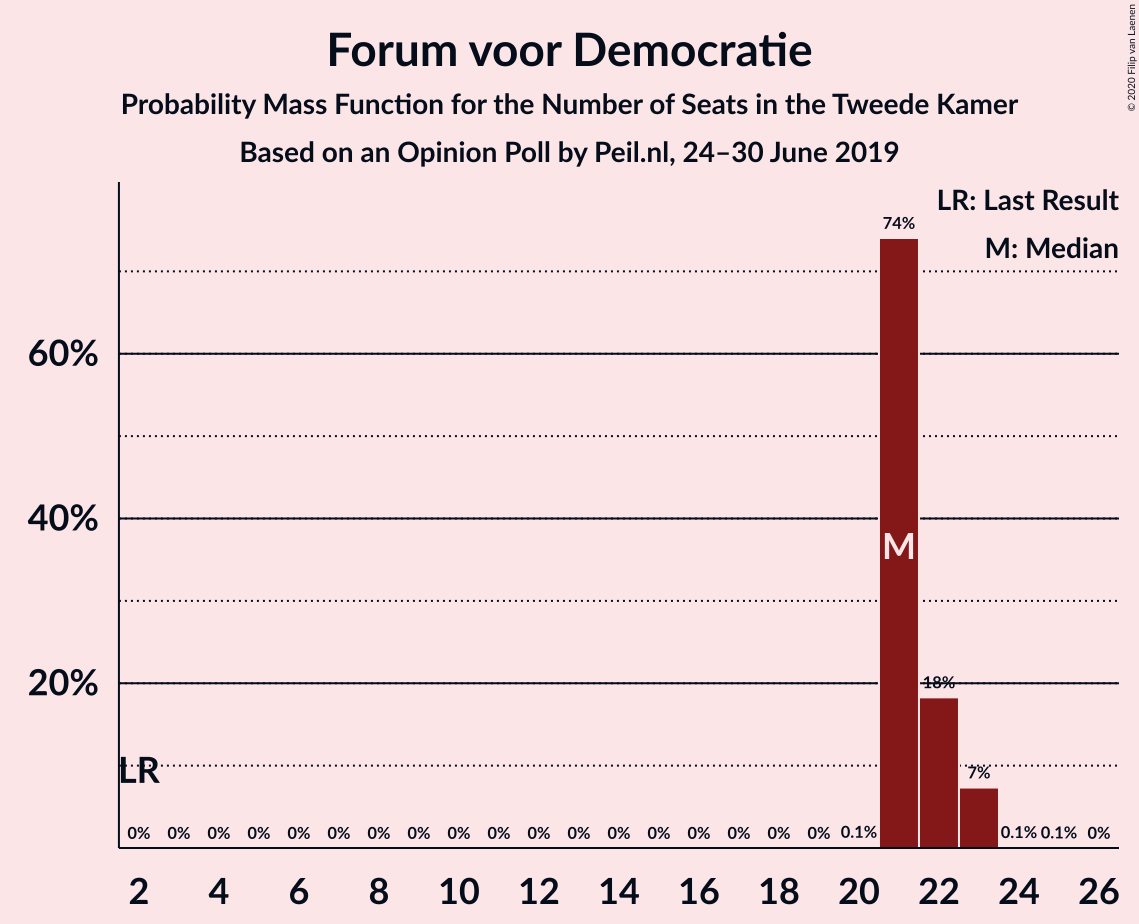 Forum voor Democratie
Probability Mass Function for the Number of Seats in the Tweede Kamer
Based on an Opinion Poll by Peil.nl, 24–30 June 2019
© 2020 Filip van Laenen
LR: Last Result
M: Median
74%
60%
40%
M
20%
18%
LR
7%
0% 0% 0% 0% 0% 0% 0% 0% 0% 0% 0% 0% 0% 0% 0% 0% 0% 0% 0.1% 0.1% 0.1% 0%
2 4 6 8 10 12 14 16 18 20 22 24 26